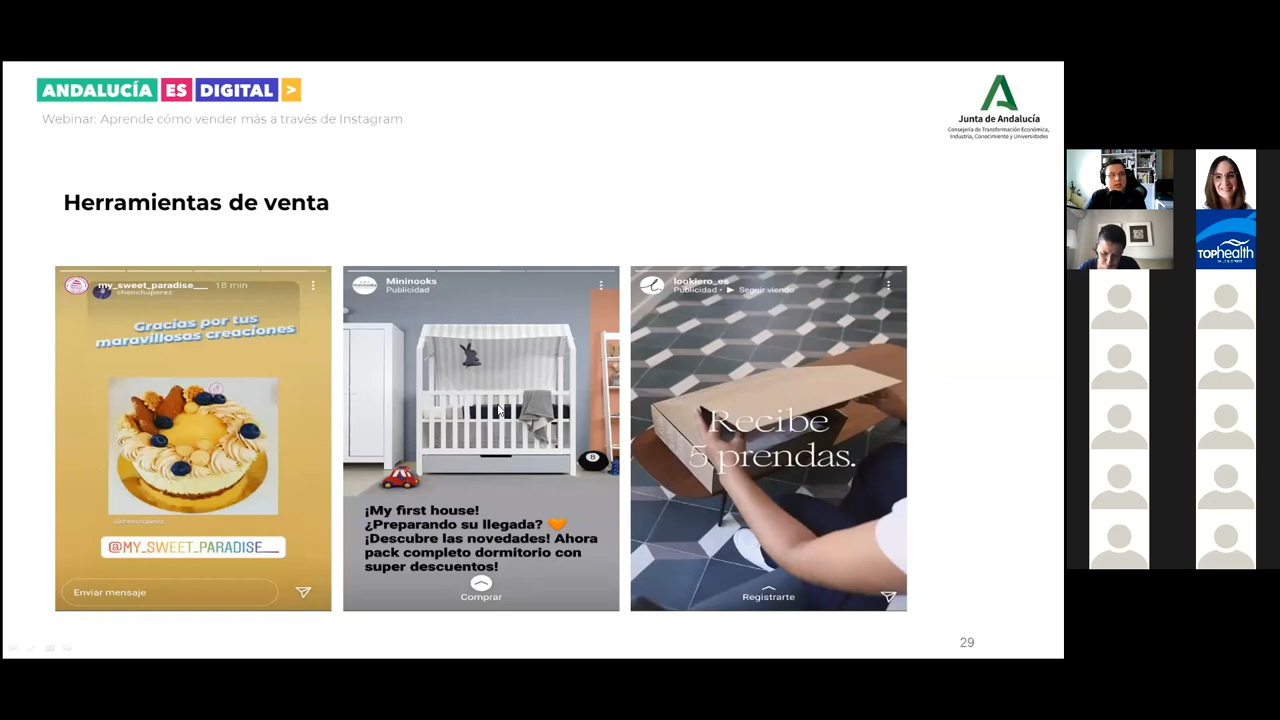 ANDALUCÍA ES DIGITAL >
Webinar: Aprende cómo vender más a través de Instagram
Junta de Andalucía
Consejería de Transformación Económica,
Industria, Conocimiento y Universidades
Herramientas de venta
my_sweet_paradise___ 18 min
chenchuperez
Gracias por tus
maravillosas creaciones
@chenchuperez
@MY_SWEET_PARADISE___
Enviar mensaje
Mininooks
Publicidad
8
¡My first house!
¿Preparando su llegada? 🧡
¡Descubre las novedades! Ahora
pack completo dormitorio con
super descuentos!
Comprar
lookiero_es
Publicidad • ▶ Seguir viendo
Recibe
5 prendas.
Registrarte
29
TOPhealth